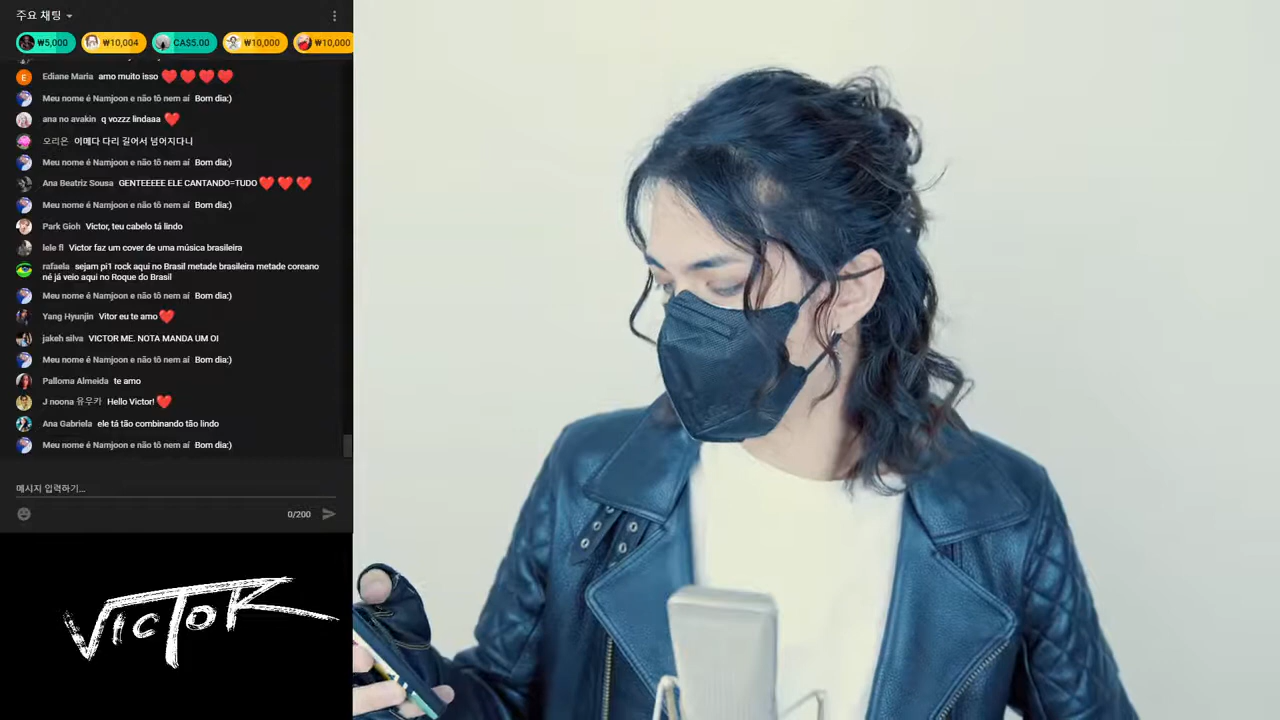 주요 채팅
₩5,000 ₩10,004 CA$5.00 ₩10,000 ₩10,000
E Ediane Maria amo muito isso
Meu nome é Namjoon e não tô nem aí Bom dia:)
ana no avakin q vozzz lindaaa
오리온 이메다 다리 길어서 넘어지다니
Meu nome é Namjoon e não tô nem aí Bom dia:)
Ana Beatriz Sousa GENTEEEEE ELE CANTANDO=TUDO
Meu nome é Namjoon e não tô nem aí Bom dia:)
Park Gioh Victor, teu cabelo tá lindo
lele fl Victor faz um cover de uma música brasileira
rafaela sejam pi1 rock aqui no Brasil metade brasileira metade coreano
né já veio aqui no Roque do Brasil
Meu nome é Namjoon e não tô nem aí Bom dia:)
Yang Hyunjin Vitor eu te amo
jakeh silva VICTOR ME. NOTA MANDA UM OI
Meu nome é Namjoon e não tô nem aí Bom dia:)
Palloma Almeida te amo
J noona 유우카 Hello Victor!
Ana Gabriela ele tá tão combinando tão lindo
Meu nome é Namjoon e não tô nem aí Bom dia:)
메시지 입력하기...
0/200
VICTOR